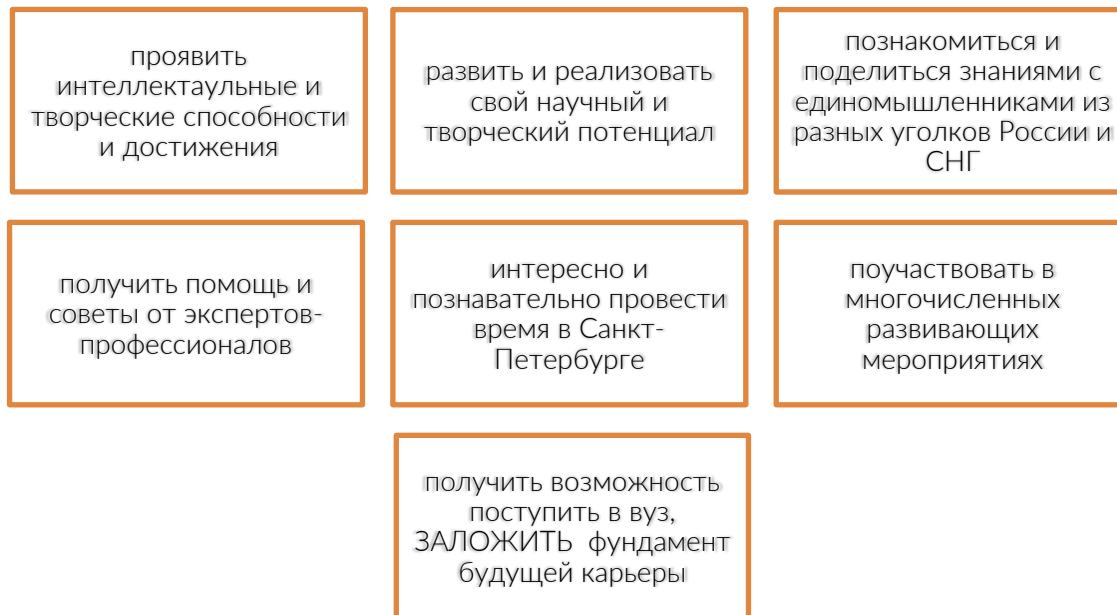 проявить
интеллектаульные и
творческие способности
и достижения
развить и реализовать
свой научный и
творческий потенциал
познакомиться и
поделиться знаниями с
единомышленниками из
разных уголков России и
СНГ
получить помощь и
советы от экспертов-
профессионалов
интересно и
познавательно провести
время в Санкт-
Петербурге
поучаствовать в
многочисленных
развивающих
мероприятиях
получить возможность
поступить в вуз,
ЗАЛОЖИТЬ фундамент
будущей карьеры